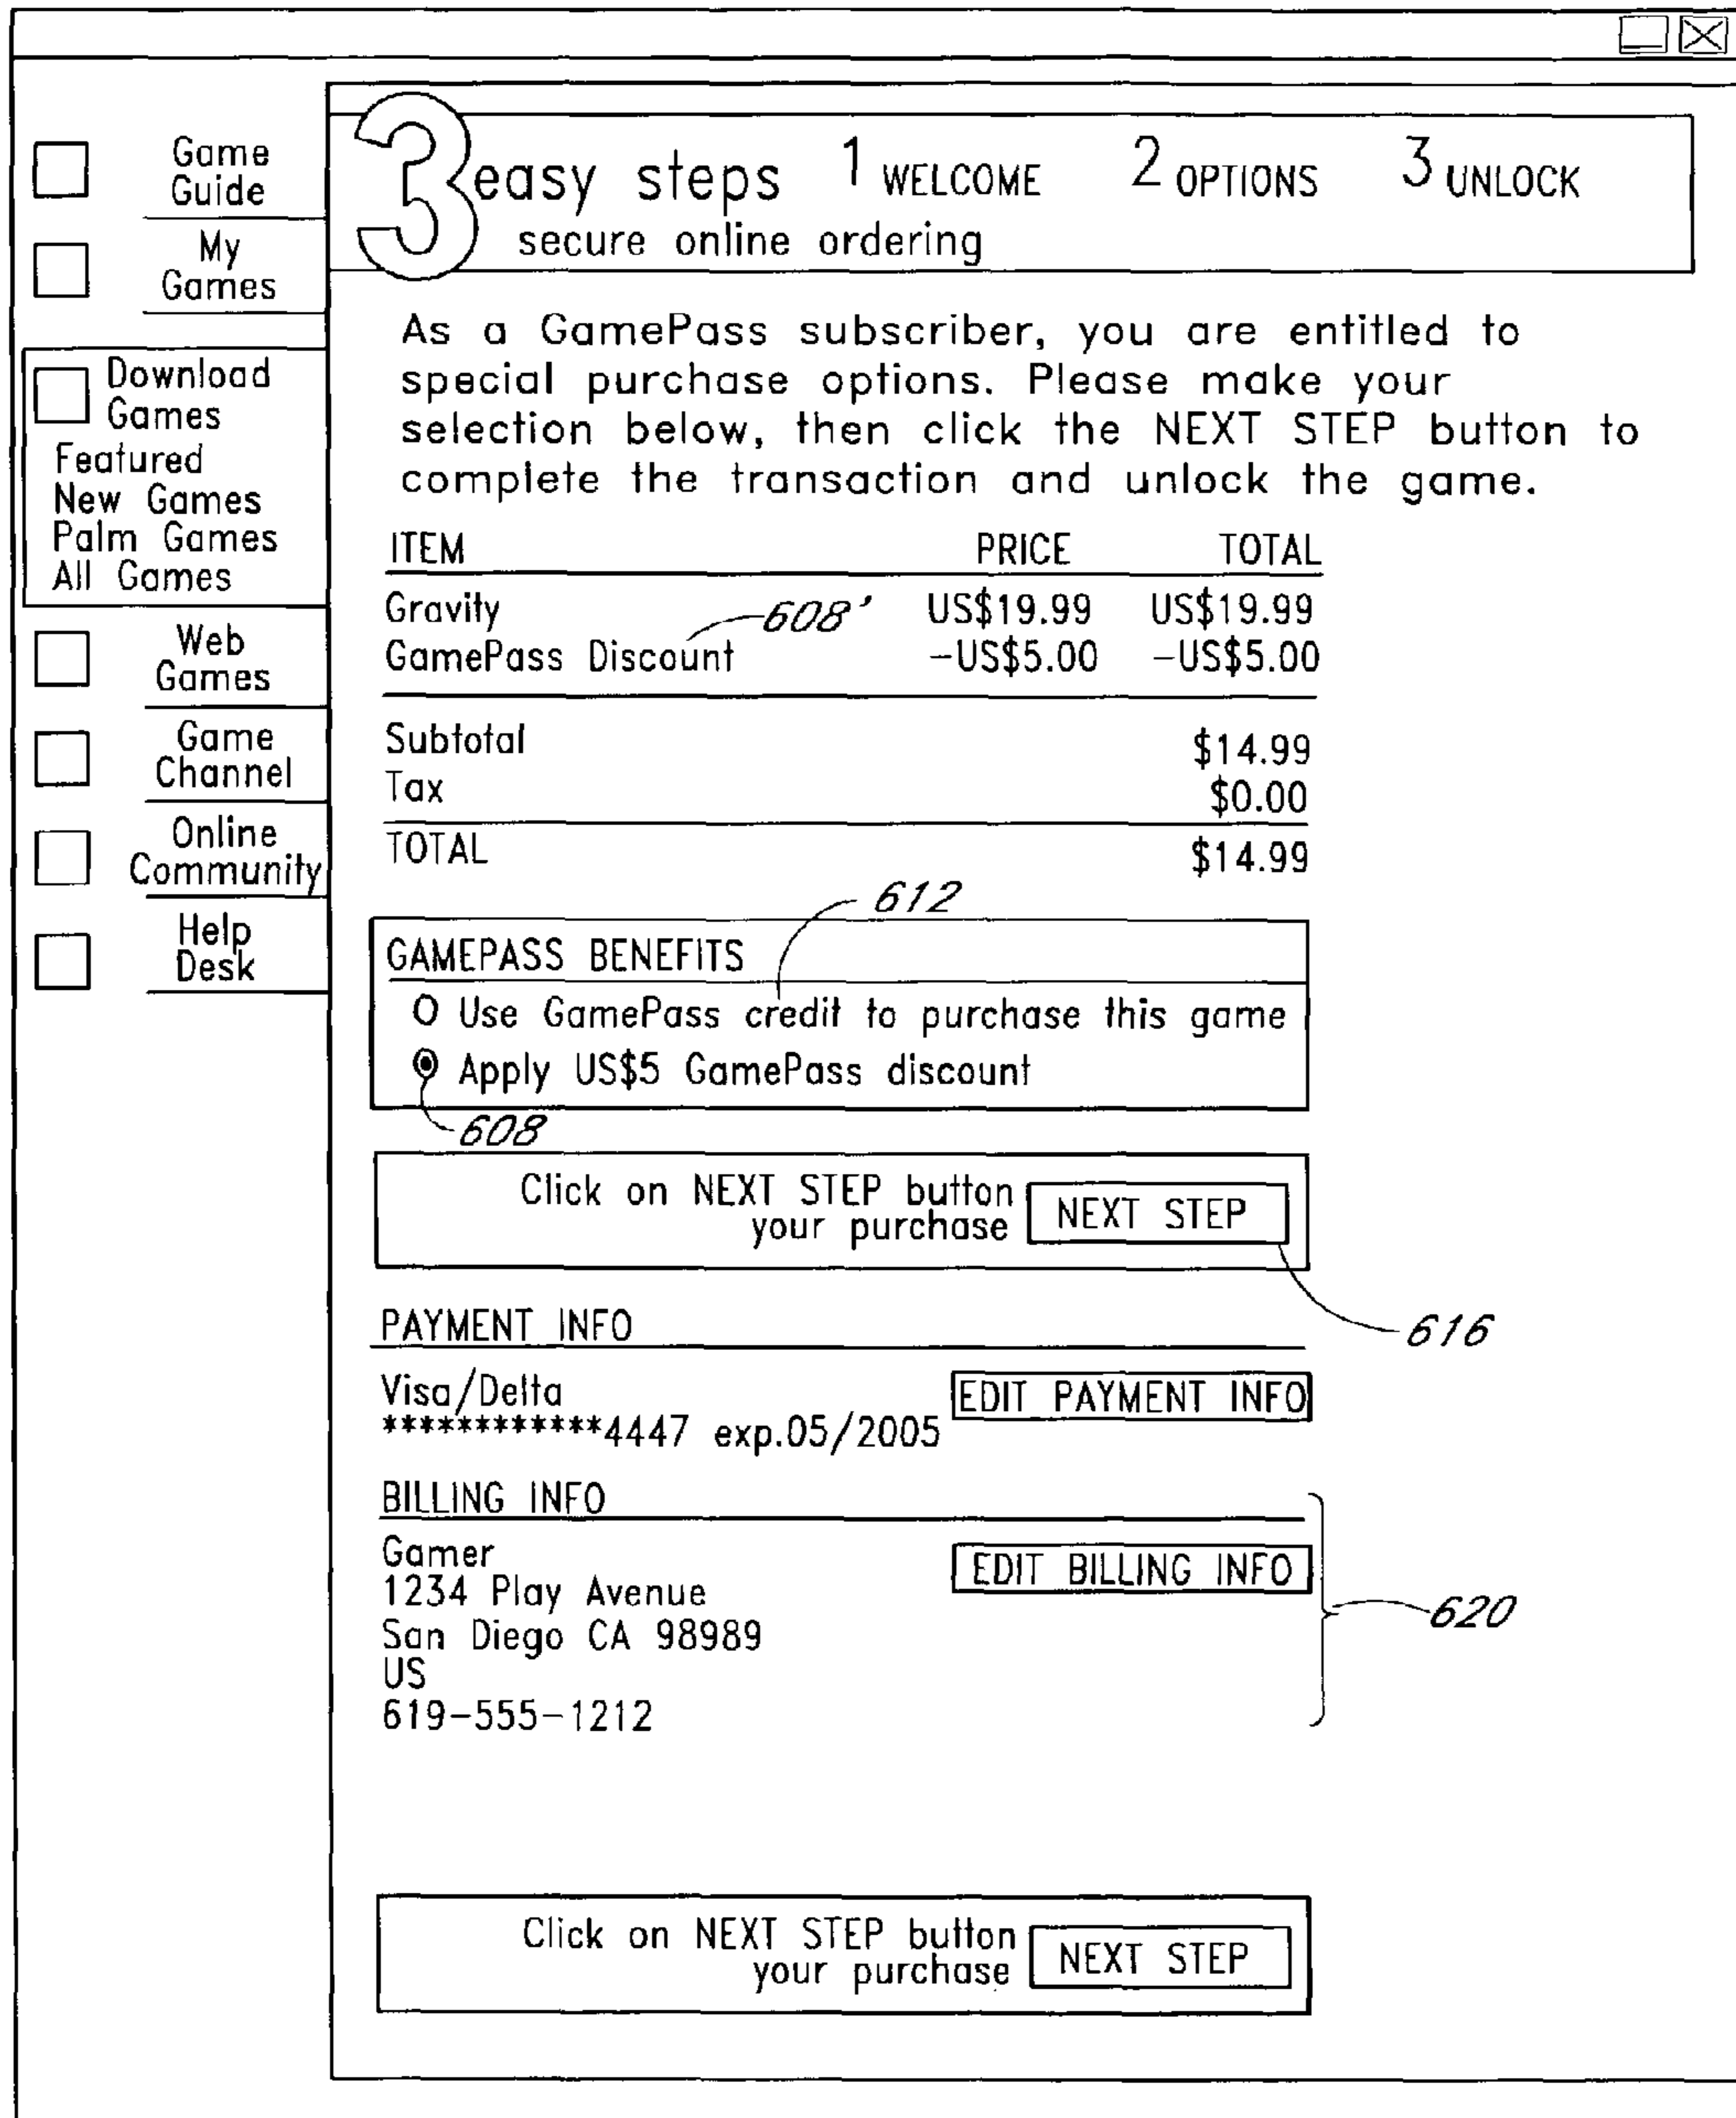 Game
Guide
My
Games
Download
Games
Featured
New Games
Palm Games
All Games
Web
Games
Game
Channel
Online
Community
Help
Desk
3 easy steps 1 WELCOME 2 OPTIONS 3 UNLOCK
secure online ordering
As a GamePass subscriber, you are entitled to
special purchase options. Please make your
selection below, then click the NEXT STEP button to
complete the transaction and unlock the game.
ITEM PRICE TOTAL
Gravity 608' US$19.99 US$19.99
GamePass Discount -US$5.00 -US$5.00
Subtotal $14.99
Tax $0.00
TOTAL $14.99
612
GAMEPASS BENEFITS
Use GamePass credit to purchase this game
Apply US$5 GamePass discount
608
Click on NEXT STEP button
your purchase NEXT STEP
616
PAYMENT INFO
Visa/Delta EDIT PAYMENT INFO
************4447 exp.05/2005
BILLING INFO
Gamer EDIT BILLING INFO
1234 Play Avenue
San Diego CA 98989
US
619-555-1212
620
Click on NEXT STEP button
your purchase NEXT STEP